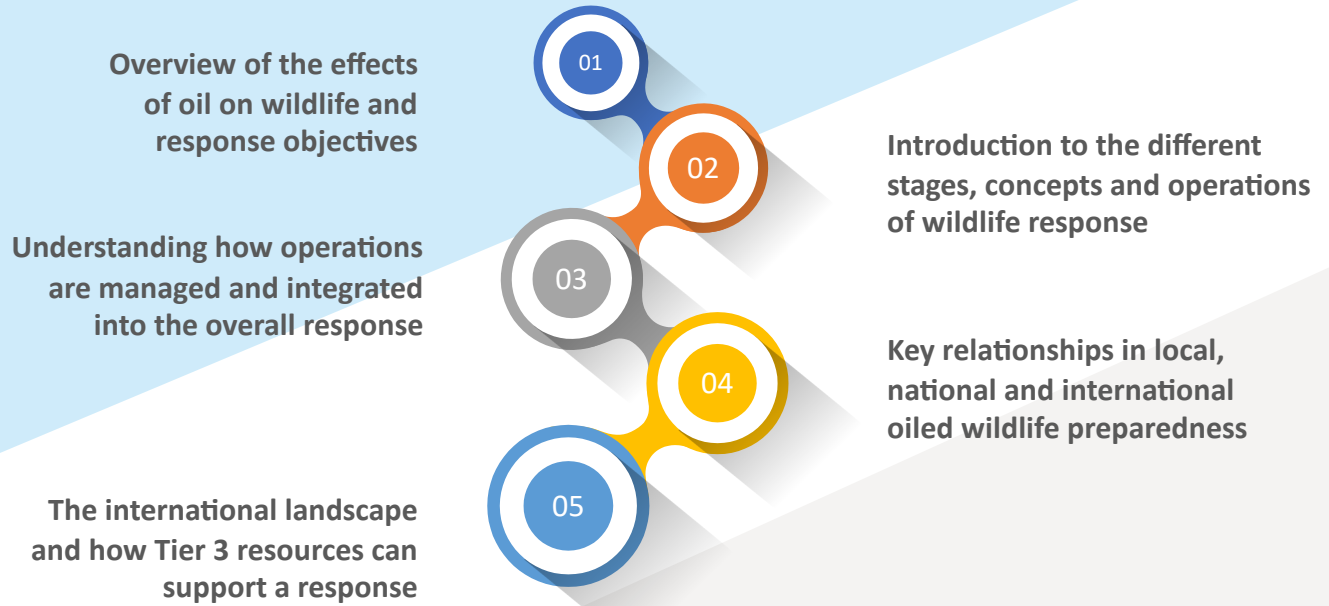 01
Overview of the effects
of oil on wildlife and
response objectives
02
Introduction to the different
stages, concepts and operations
of wildlife response
03
Understanding how operations
are managed and integrated
into the overall response
04
Key relationships in local,
national and international
oiled wildlife preparedness
05
The international landscape
and how Tier 3 resources can
support a response